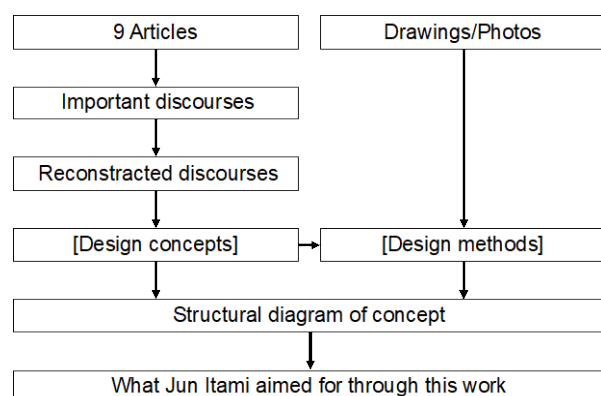 9 Articles
Drawings/Photos
Important discourses
Reconstracted discourses
[Design concepts]
[Design methods]
Structural diagram of concept
What Jun Itami aimed for through this work